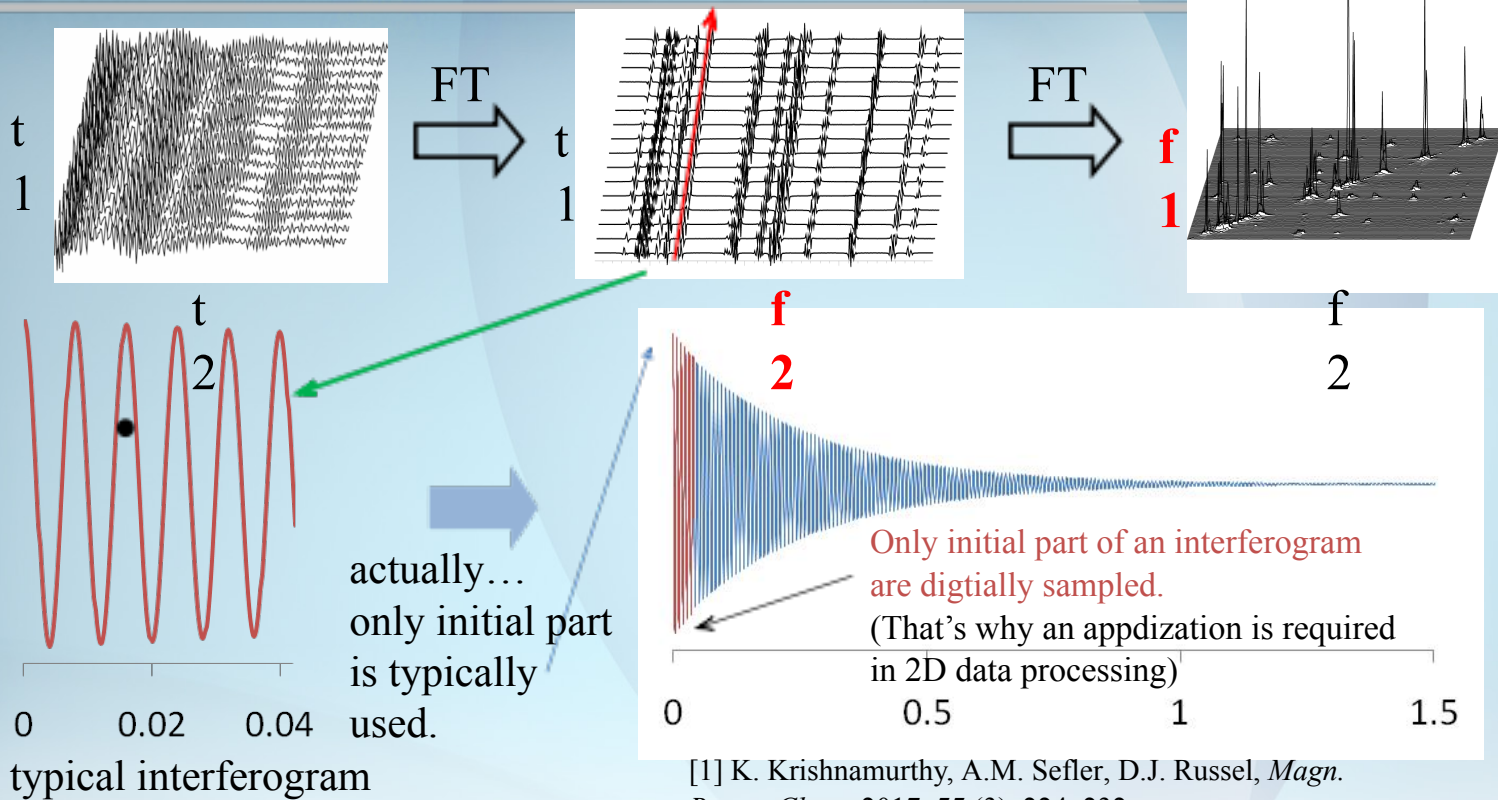 FT
FT
t
1
t
1
f
1
t
2
f
2
f
2
actually…
only initial part
is typically
used.
Only initial part of an interferogram
are digtially sampled.
(That’s why an appdization is required
in 2D data processing)
0 0.02 0.04
0 0.5 1 1.5
typical interferogram
[1] K. Krishnamurthy, A.M. Sefler, D.J. Russel, Magn.